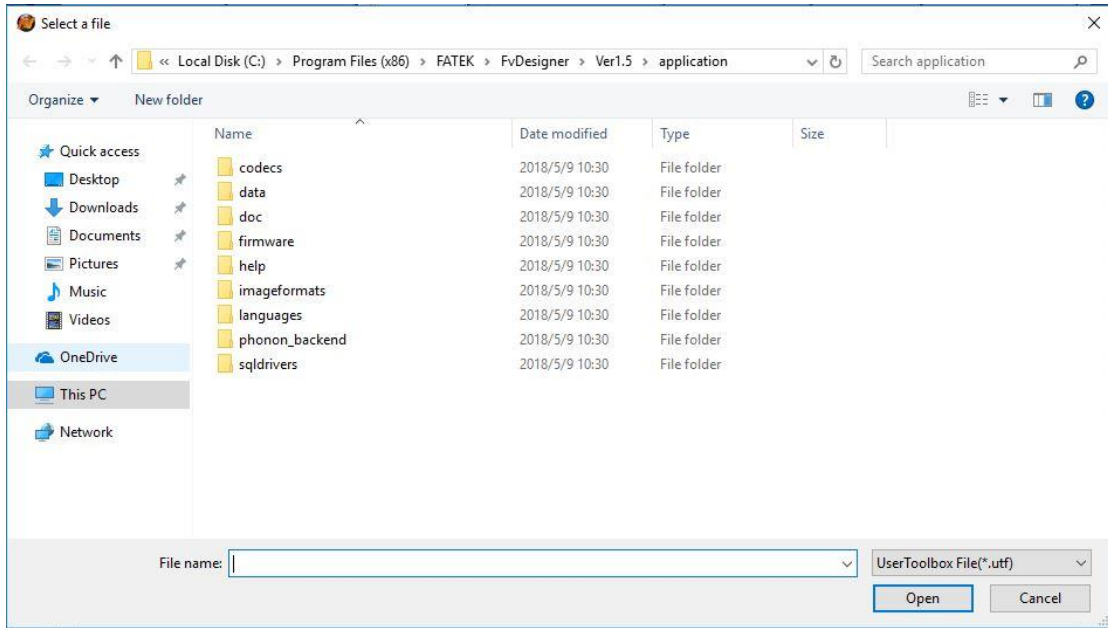 Select a file
« Local Disk (C:) › Program Files (x86) › FATEK › FvDesigner › Ver1.5 › application
Search application
Organize New folder
Name Date modified Type Size
Quick access
Desktop
Downloads
Documents
Pictures
Music
Videos
OneDrive
This PC
Network
codecs 2018/5/9 10:30 File folder
data 2018/5/9 10:30 File folder
doc 2018/5/9 10:30 File folder
firmware 2018/5/9 10:30 File folder
help 2018/5/9 10:30 File folder
imageformats 2018/5/9 10:30 File folder
languages 2018/5/9 10:30 File folder
phonon_backend 2018/5/9 10:30 File folder
sqldrivers 2018/5/9 10:30 File folder
File name: UserToolbox File(*.utf)
Open Cancel